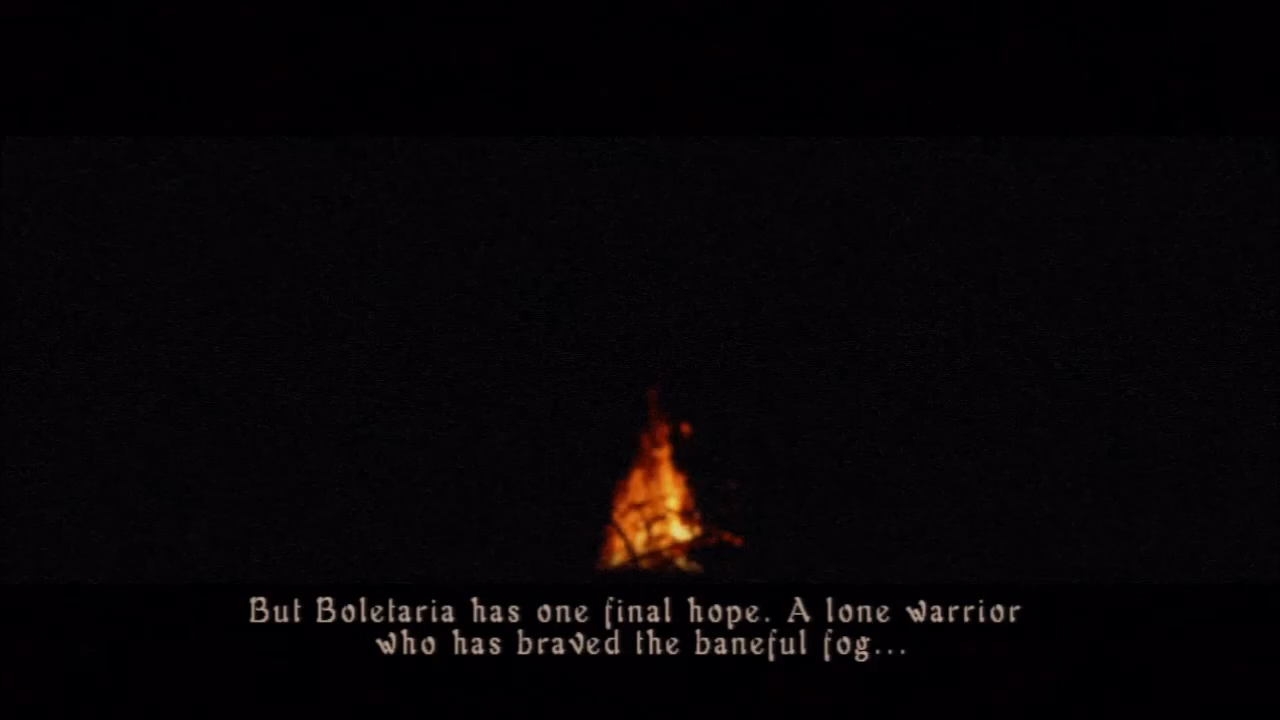 But Boletaria has one final hope. A lone warrior
who has braved the baneful fog...